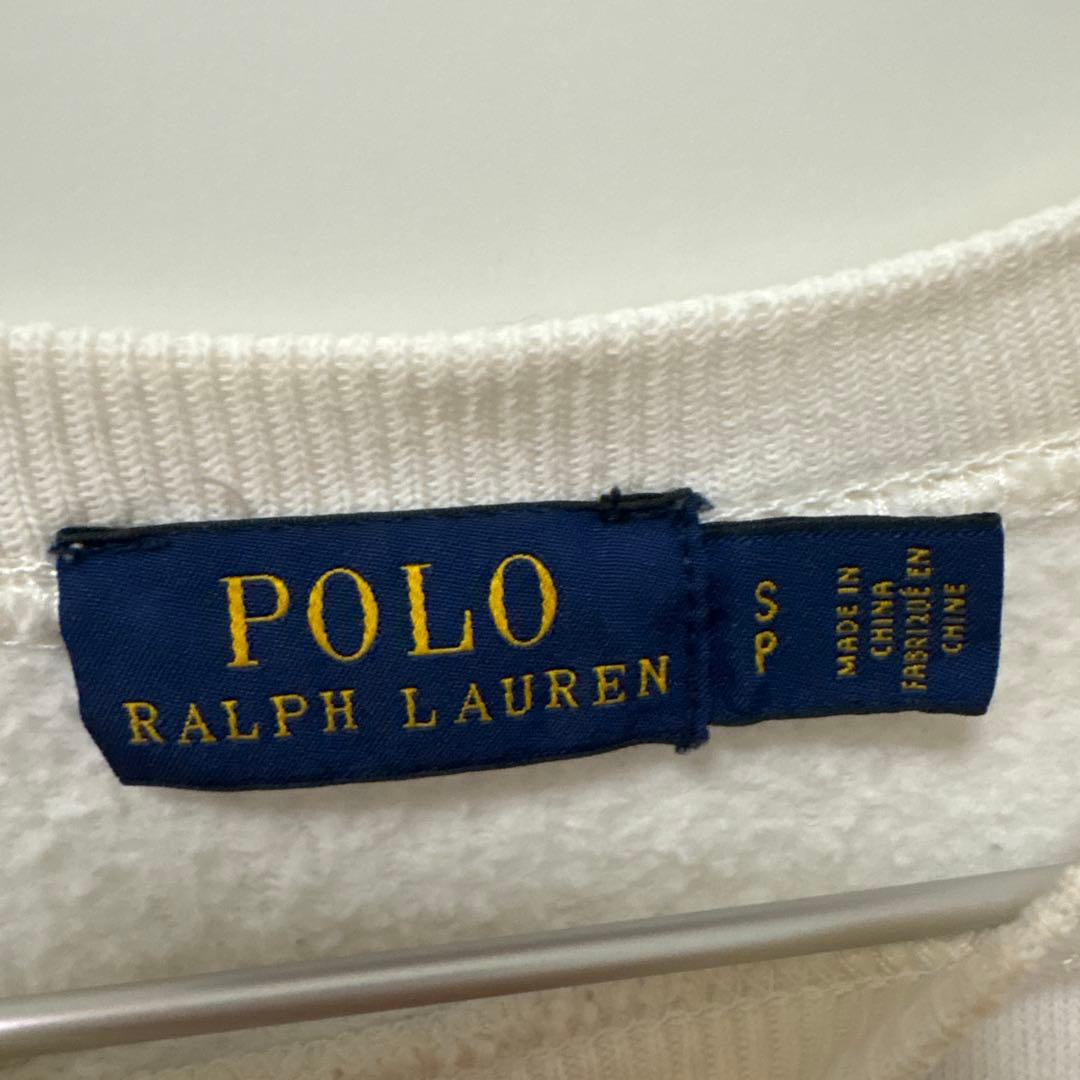 POLO
RALPH LAUREN
S
P
MADE IN
CHINA
FABRIQUÉ EN
CHINE